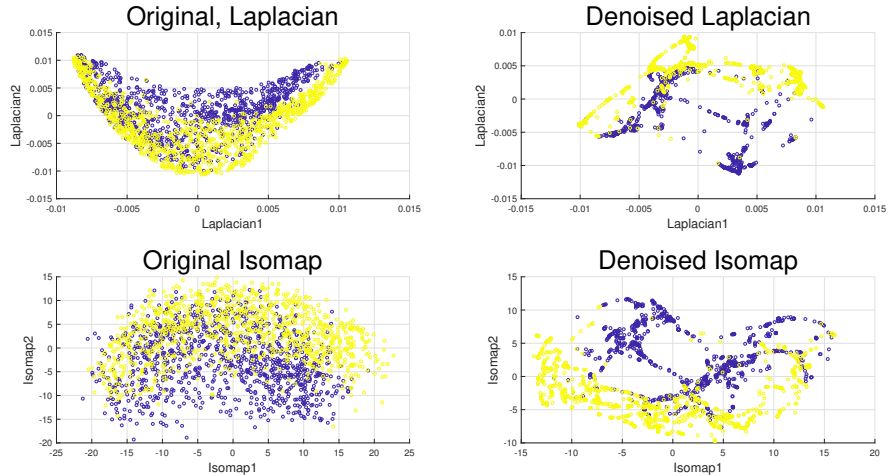 Original, Laplacian
0.015
0.01
0.005
0
-0.005
-0.01
-0.015
Laplacian2
-0.01 -0.005 0 0.005 0.01 0.015
Laplacian1
Denoised Laplacian
0.01
0.005
0
-0.005
-0.01
-0.015
Laplacian2
-0.015 -0.01 -0.005 0 0.005 0.01 0.015
Laplacian1
Original Isomap
15
10
5
0
-5
-10
-15
-20
Isomap2
-25 -20 -15 -10 -5 0 5 10 15 20 25
Isomap1
Denoised Isomap
15
10
5
0
-5
-10
Isomap2
-15 -10 -5 0 5 10 15 20
Isomap1